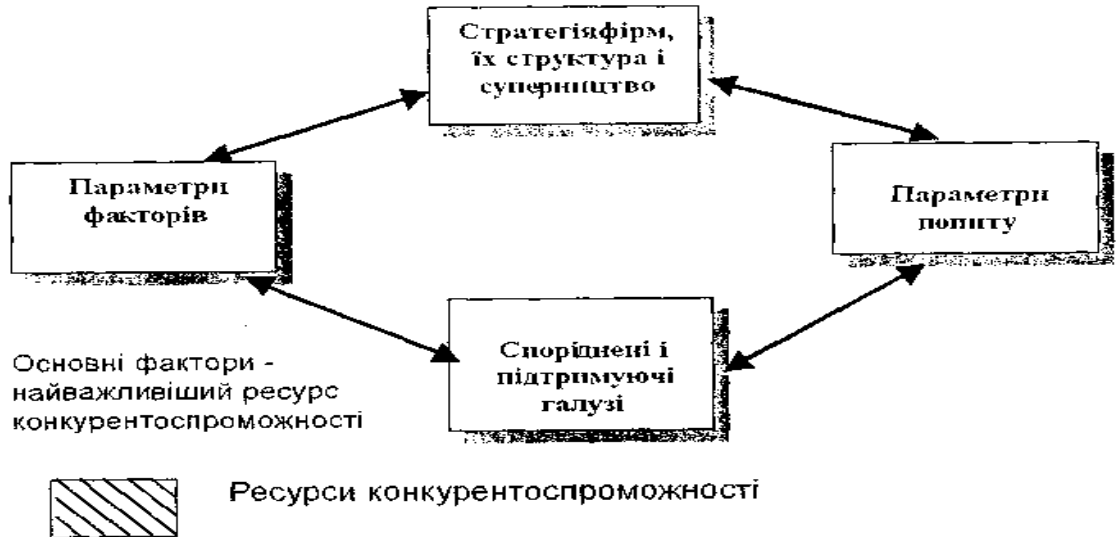 Стратегіяфірм,
їх структура і
суперництво
Параметри
факторів
Параметри
попиту
Споріднені і
підтримуючі
галузі
Основні фактори -
найважливіший ресурс
конкурентоспроможності
Ресурси конкурентоспроможності